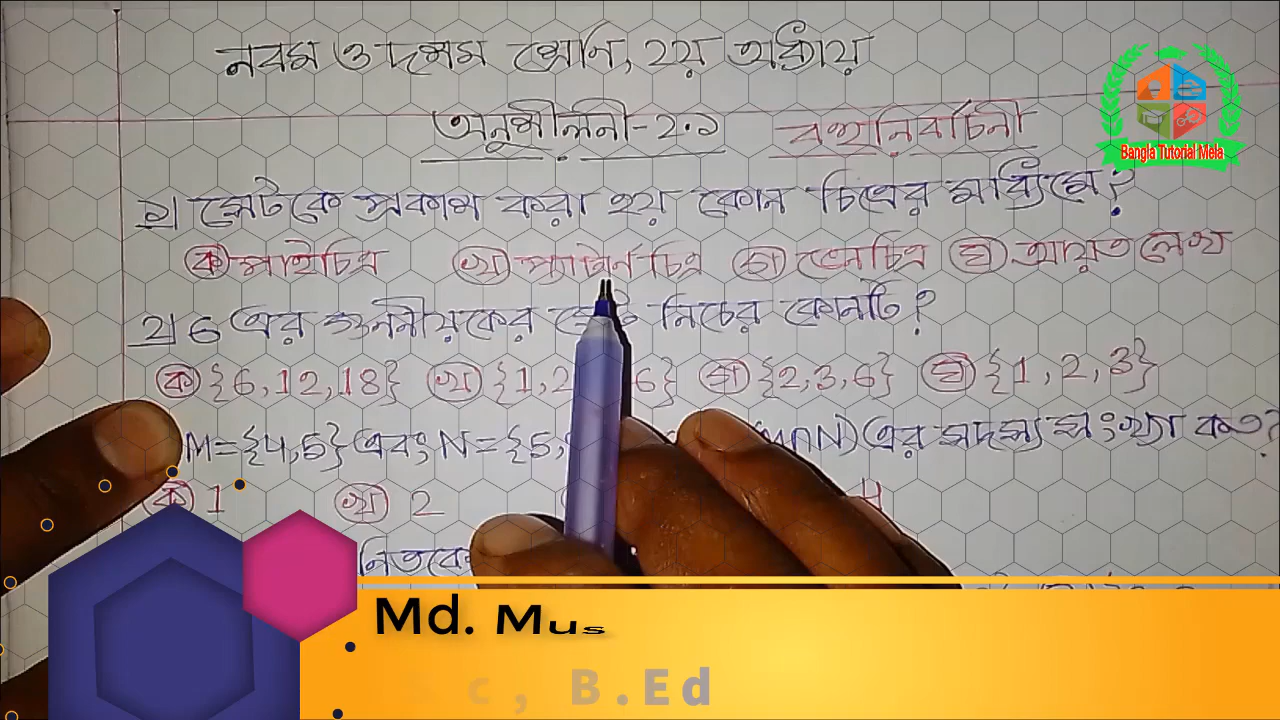 নবম ও দশম শ্রেনি, ২য় অধ্যায়
অনুশীলনী-২.১ বহুনির্বাচনী
Bangla Tutorial Mela
১) সেটকে প্রকাশ করা হয় কোন চিত্রের মাধ্যমে?
ক পাইচিত্র খ প্যাটার্ন চিত্র গ ভেনচিত্র ঘ আয়ত লেখ
২) 6 এর গুননীয়কের নিচের কোনটি?
ক {6, 12, 18} খ {1, 2 6} গ {2, 3, 6} ঘ {1, 2, 3}
M = {4, 5} এবং N = {5, ∩N) এর সদস্য সংখ্যা কত?
ক 1 খ 2 4
Md. Mus
c, B.Ed